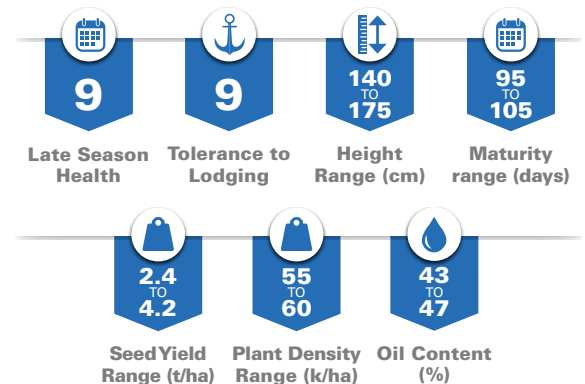 9
Late Season
Health
9
Tolerance to
Lodging
140
TO
175
Height
Range (cm)
95
TO
105
Maturity
range (days)
2.4
TO
4.2
Seed Yield
Range (t/ha)
55
TO
60
Plant Density
Range (k/ha)
43
TO
47
Oil Content
(%)